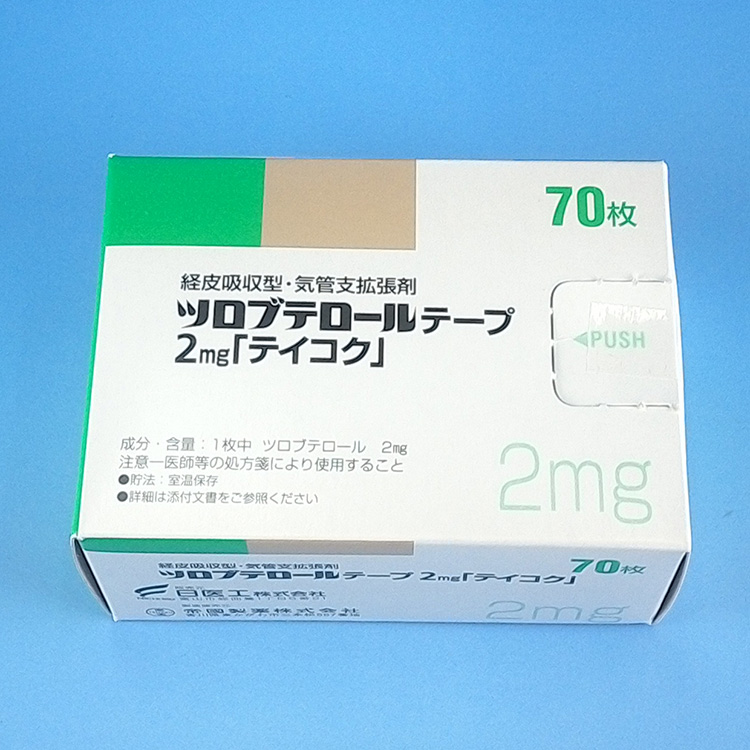 70枚
経皮吸収型・気管支拡張剤
ツロブテロールテープ
2mg「テイコク」
◀PUSH
成分・含量：1枚中 ツロブテロール 2mg
注意－医師等の処方箋により使用すること
●貯法：室温保存
●詳細は添付文書をご参照ください
2mg
経皮吸収型・気管支拡張剤
ツロブテロールテープ 2mg「テイコク」
70枚
日医工株式会社
帝國製薬株式会社
2mg